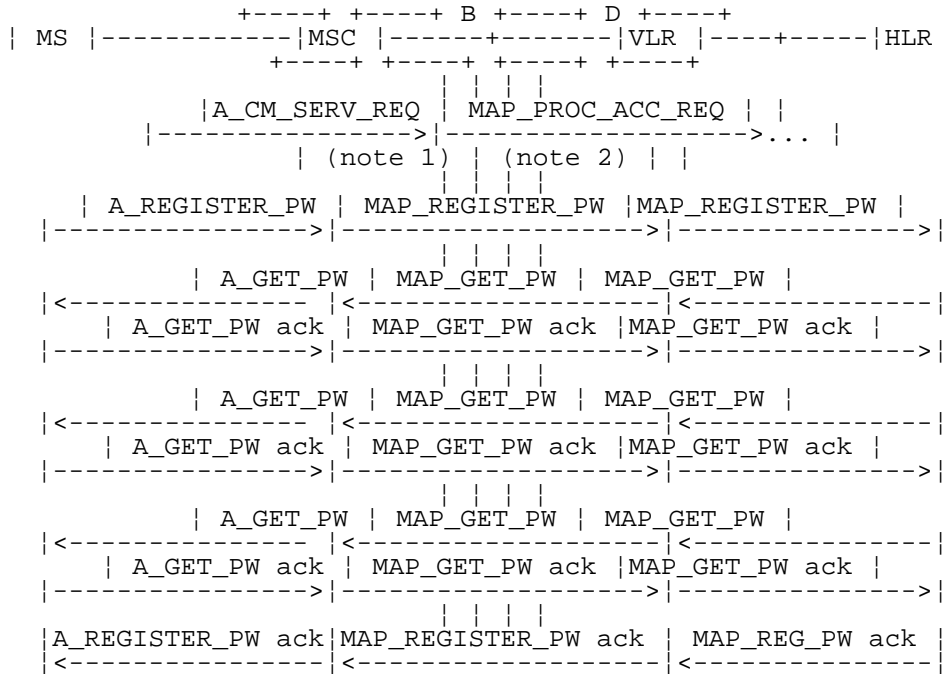 +----+ +----+ B +----+ D +----+
¦ MS ¦------------¦MSC ¦------+-------¦VLR ¦----+-----¦HLR
+----+ +----+ +----+ +----+
¦ ¦ ¦ ¦
¦A_CM_SERV_REQ ¦ MAP_PROC_ACC_REQ ¦ ¦
¦---------------->¦-------------------->... ¦
¦ (note 1) ¦ (note 2) ¦ ¦
¦ ¦ ¦ ¦
¦ A_REGISTER_PW ¦ MAP_REGISTER_PW ¦MAP_REGISTER_PW ¦
¦---------------->¦-------------------->¦--------------->¦
¦ ¦ ¦ ¦
¦ A_GET_PW ¦ MAP_GET_PW ¦ MAP_GET_PW ¦
¦<---------------- ¦<--------------------¦<---------------¦
¦ A_GET_PW ack ¦ MAP_GET_PW ack ¦MAP_GET_PW ack ¦
¦---------------->¦-------------------->¦--------------->¦
¦ ¦ ¦ ¦
¦ A_GET_PW ¦ MAP_GET_PW ¦ MAP_GET_PW ¦
¦<---------------- ¦<--------------------¦<---------------¦
¦ A_GET_PW ack ¦ MAP_GET_PW ack ¦MAP_GET_PW ack ¦
¦---------------->¦-------------------->¦--------------->¦
¦ ¦ ¦ ¦
¦ A_GET_PW ¦ MAP_GET_PW ¦ MAP_GET_PW ¦
¦<---------------- ¦<--------------------¦<---------------¦
¦ A_GET_PW ack ¦ MAP_GET_PW ack ¦MAP_GET_PW ack ¦
¦---------------->¦-------------------->¦--------------->¦
¦ ¦ ¦ ¦
¦A_REGISTER_PW ack¦MAP_REGISTER_PW ack ¦ MAP_REG_PW ack ¦
¦<----------------¦<--------------------¦<---------------¦